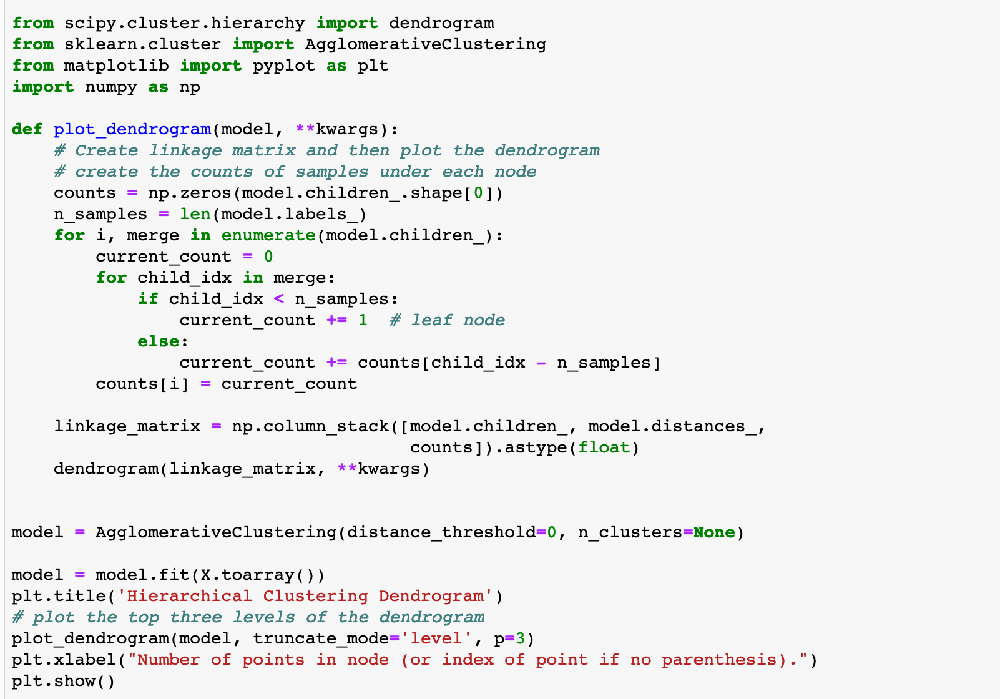 from scipy.cluster.hierarchy import dendrogram
from sklearn.cluster import AgglomerativeClustering
from matplotlib import pyplot as plt
import numpy as np

def plot_dendrogram(model, **kwargs):
    # Create linkage matrix and then plot the dendrogram
    # create the counts of samples under each node
    counts = np.zeros(model.children_.shape[0])
    n_samples = len(model.labels_)
    for i, merge in enumerate(model.children_):
        current_count = 0
        for child_idx in merge:
            if child_idx < n_samples:
                current_count += 1  # leaf node
            else:
                current_count += counts[child_idx - n_samples]
        counts[i] = current_count

    linkage_matrix = np.column_stack([model.children_, model.distances_,
                                      counts]).astype(float)
    dendrogram(linkage_matrix, **kwargs)


model = AgglomerativeClustering(distance_threshold=0, n_clusters=None)

model = model.fit(X.toarray())
plt.title('Hierarchical Clustering Dendrogram')
# plot the top three levels of the dendrogram
plot_dendrogram(model, truncate_mode='level', p=3)
plt.xlabel("Number of points in node (or index of point if no parenthesis).")
plt.show()